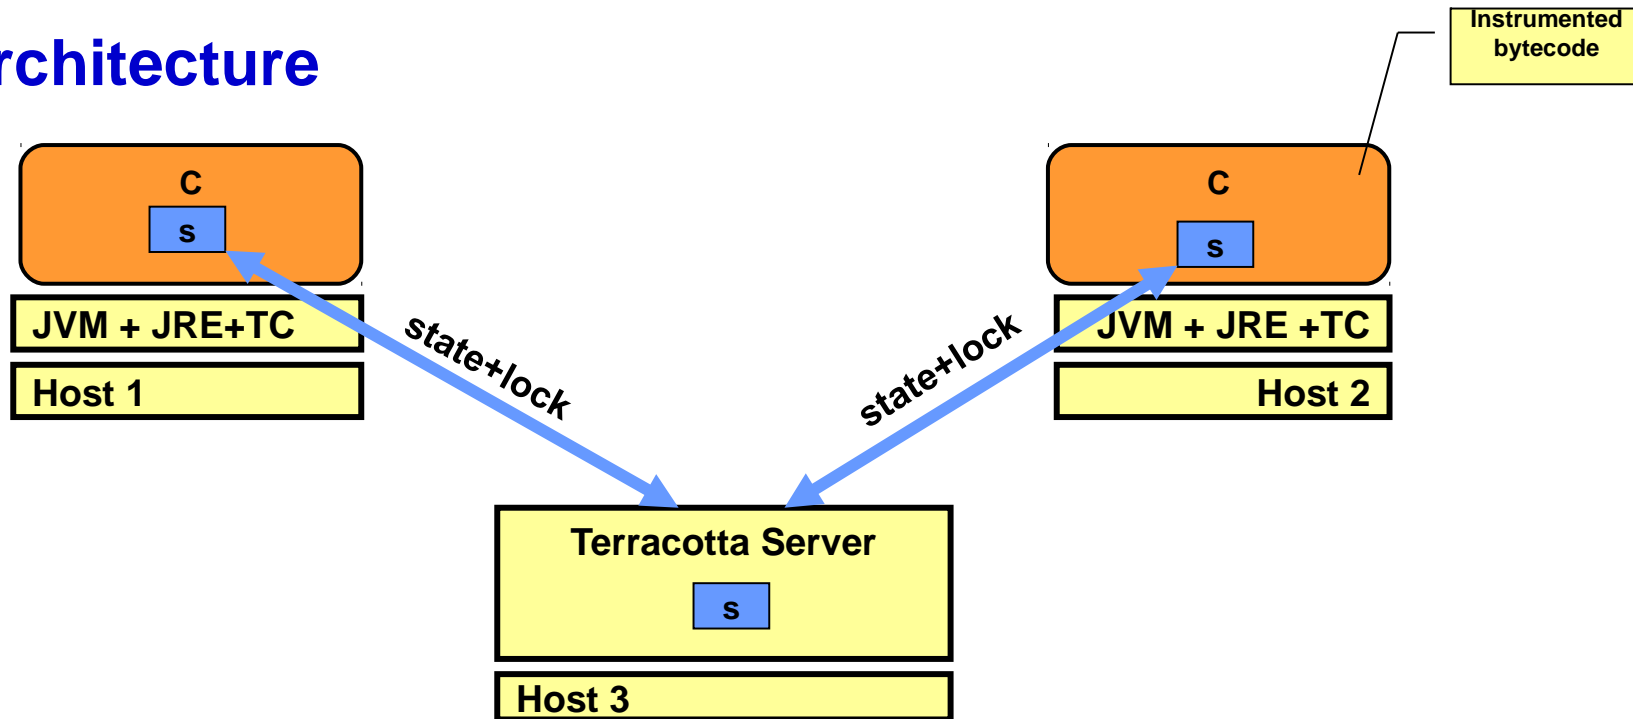 rchitecture
Instrumented
bytecode
C
s
C
s
JVM + JRE+TC
JVM + JRE +TC
Host 1
Host 2
state+lock
state+lock
Terracotta Server
s
Host 3